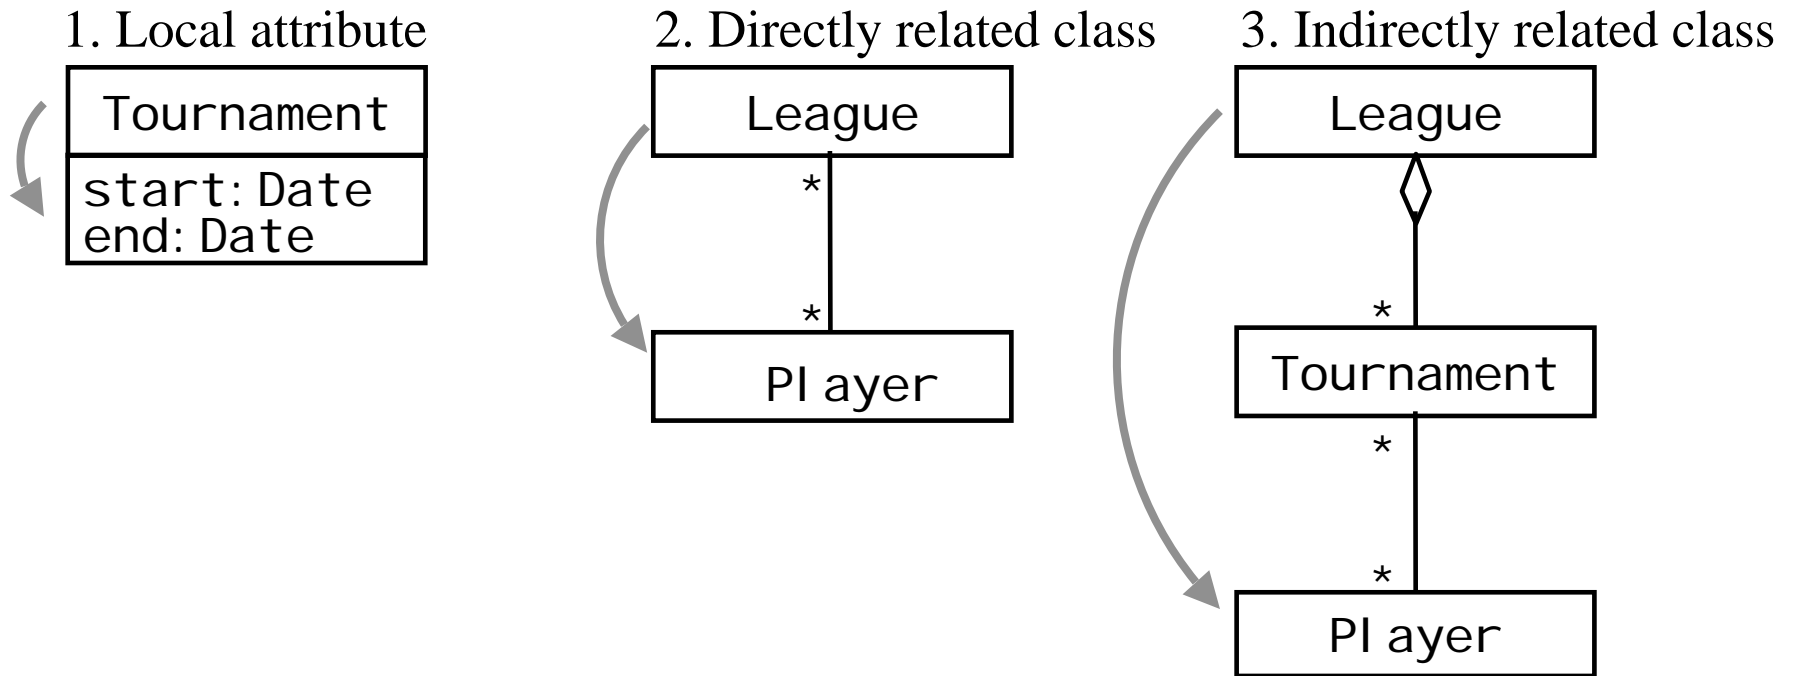 1. Local attribute
Tournament
start: Date
end: Date
2. Directly related class
League
*
*
Player
3. Indirectly related class
League
*
Tournament
*
*
Player